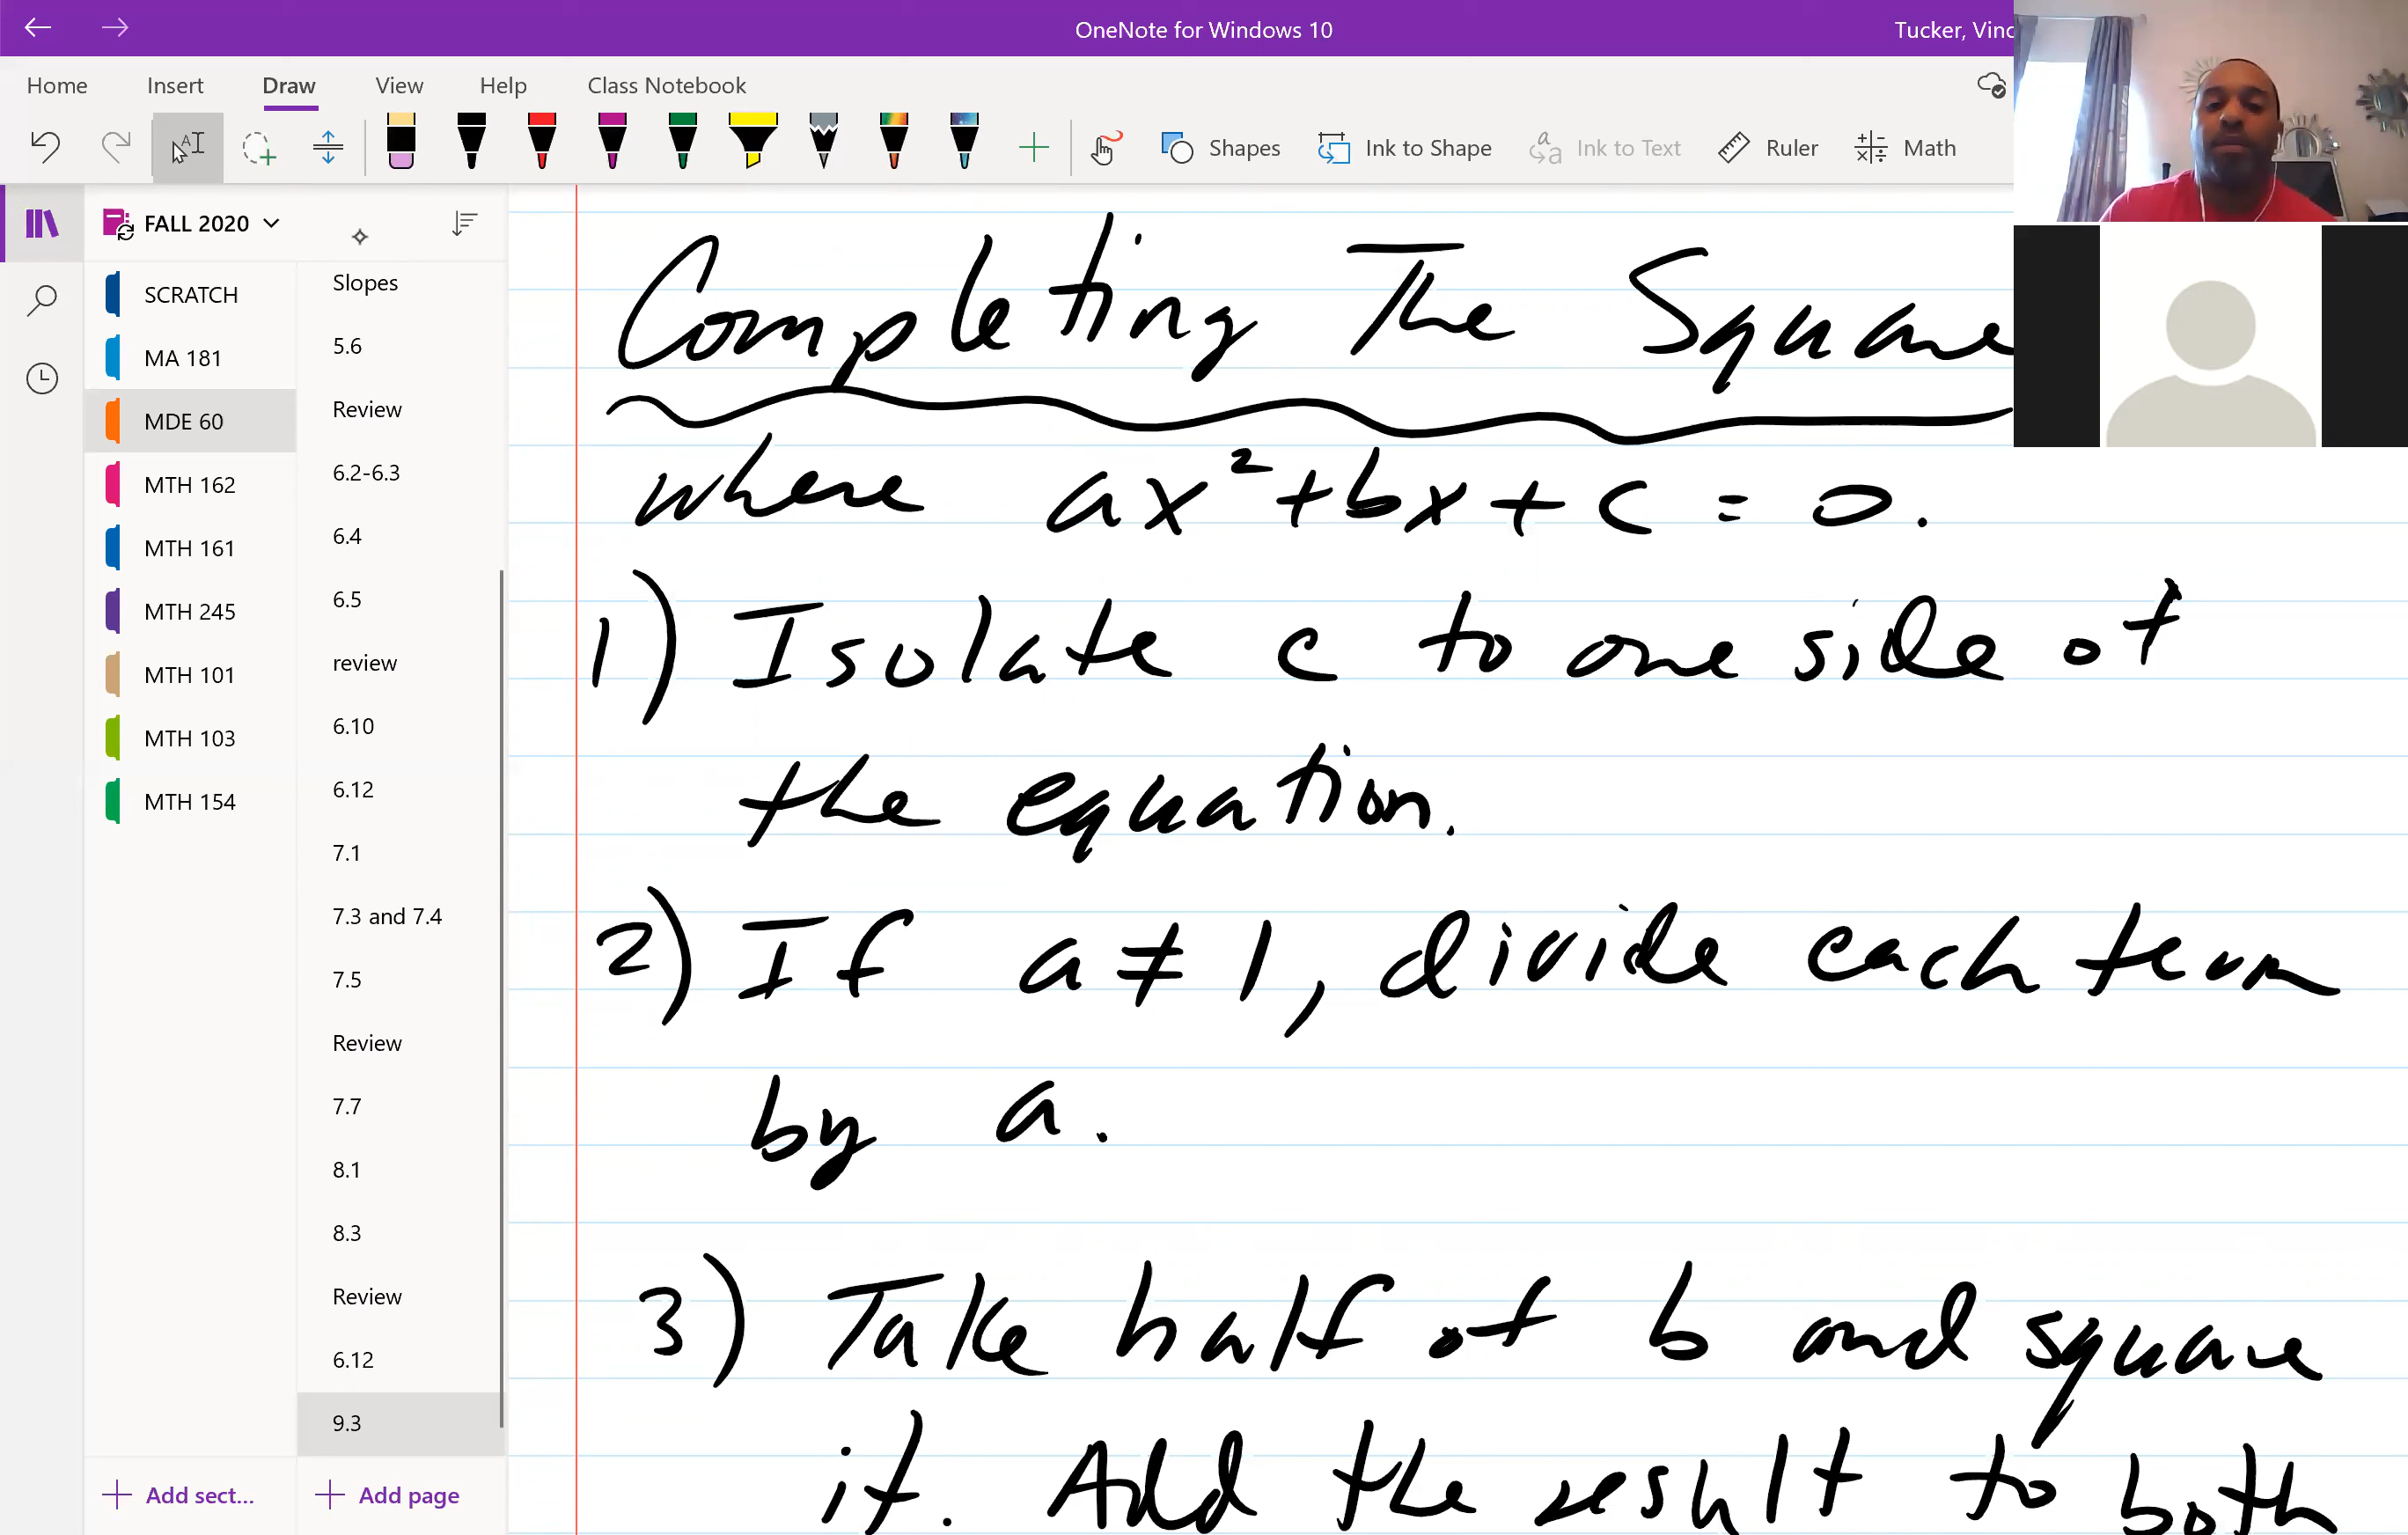 OneNote for Windows 10
Tucker, Vinc
Home Insert Draw View Help Class Notebook
Shapes Ink to Shape Ink to Text Ruler Math
FALL 2020
SCRATCH
MA 181
MDE 60
MTH 162
MTH 161
MTH 245
MTH 101
MTH 103
MTH 154
Add sect...
Slopes
5.6
Review
6.2-6.3
6.4
6.5
review
6.10
6.12
7.1
7.3 and 7.4
7.5
Review
7.7
8.1
8.3
Review
6.12
9.3
Add page
Completing The Square
where ax²+bx+c = 0.
1) Isolate c to one side of
the equation.
2) If a ≠ 1, divide each term
by a.
3) Take half of b and square
it. Add the result to both